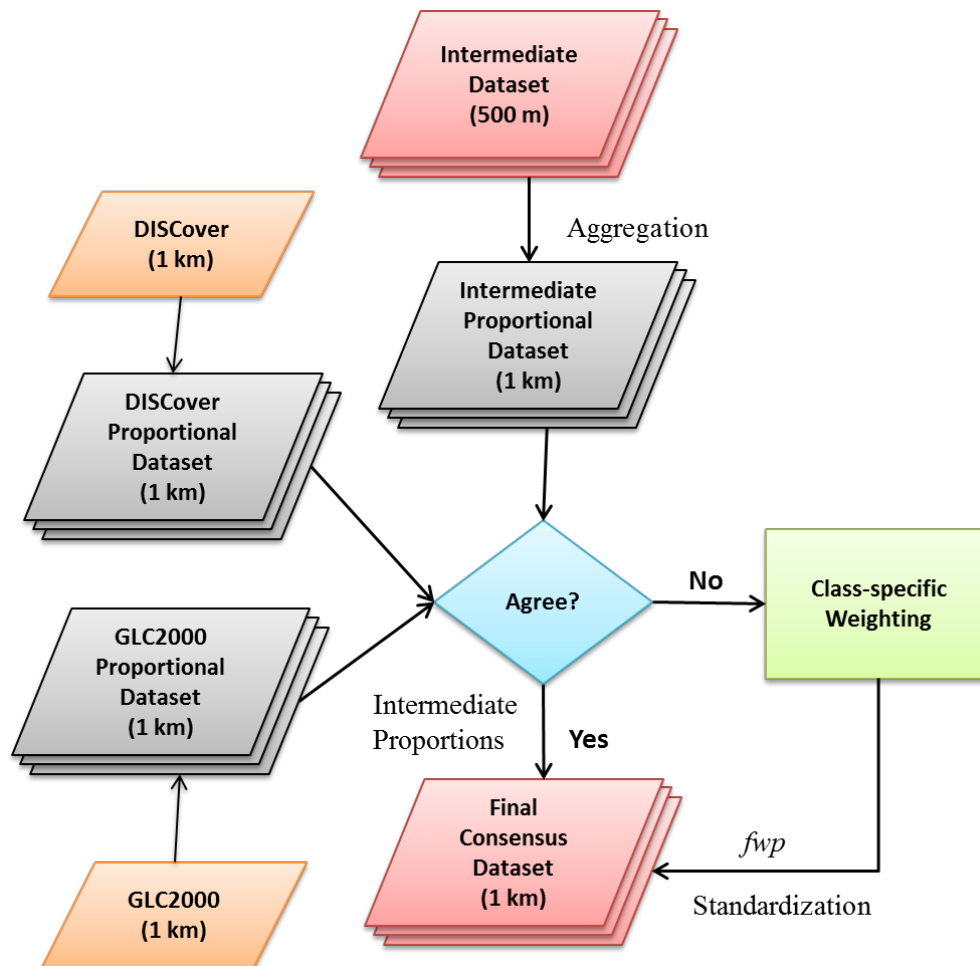 Intermediate
Dataset
(500 m)
Aggregation
DISCover
(1 km)
Intermediate
Proportional
Dataset
(1 km)
DISCover
Proportional
Dataset
(1 km)
Agree?
No
Class-specific
Weighting
GLC2000
Proportional
Dataset
(1 km)
Intermediate
Proportions
Yes
Final
Consensus
Dataset
(1 km)
fwp
Standardization
GLC2000
(1 km)